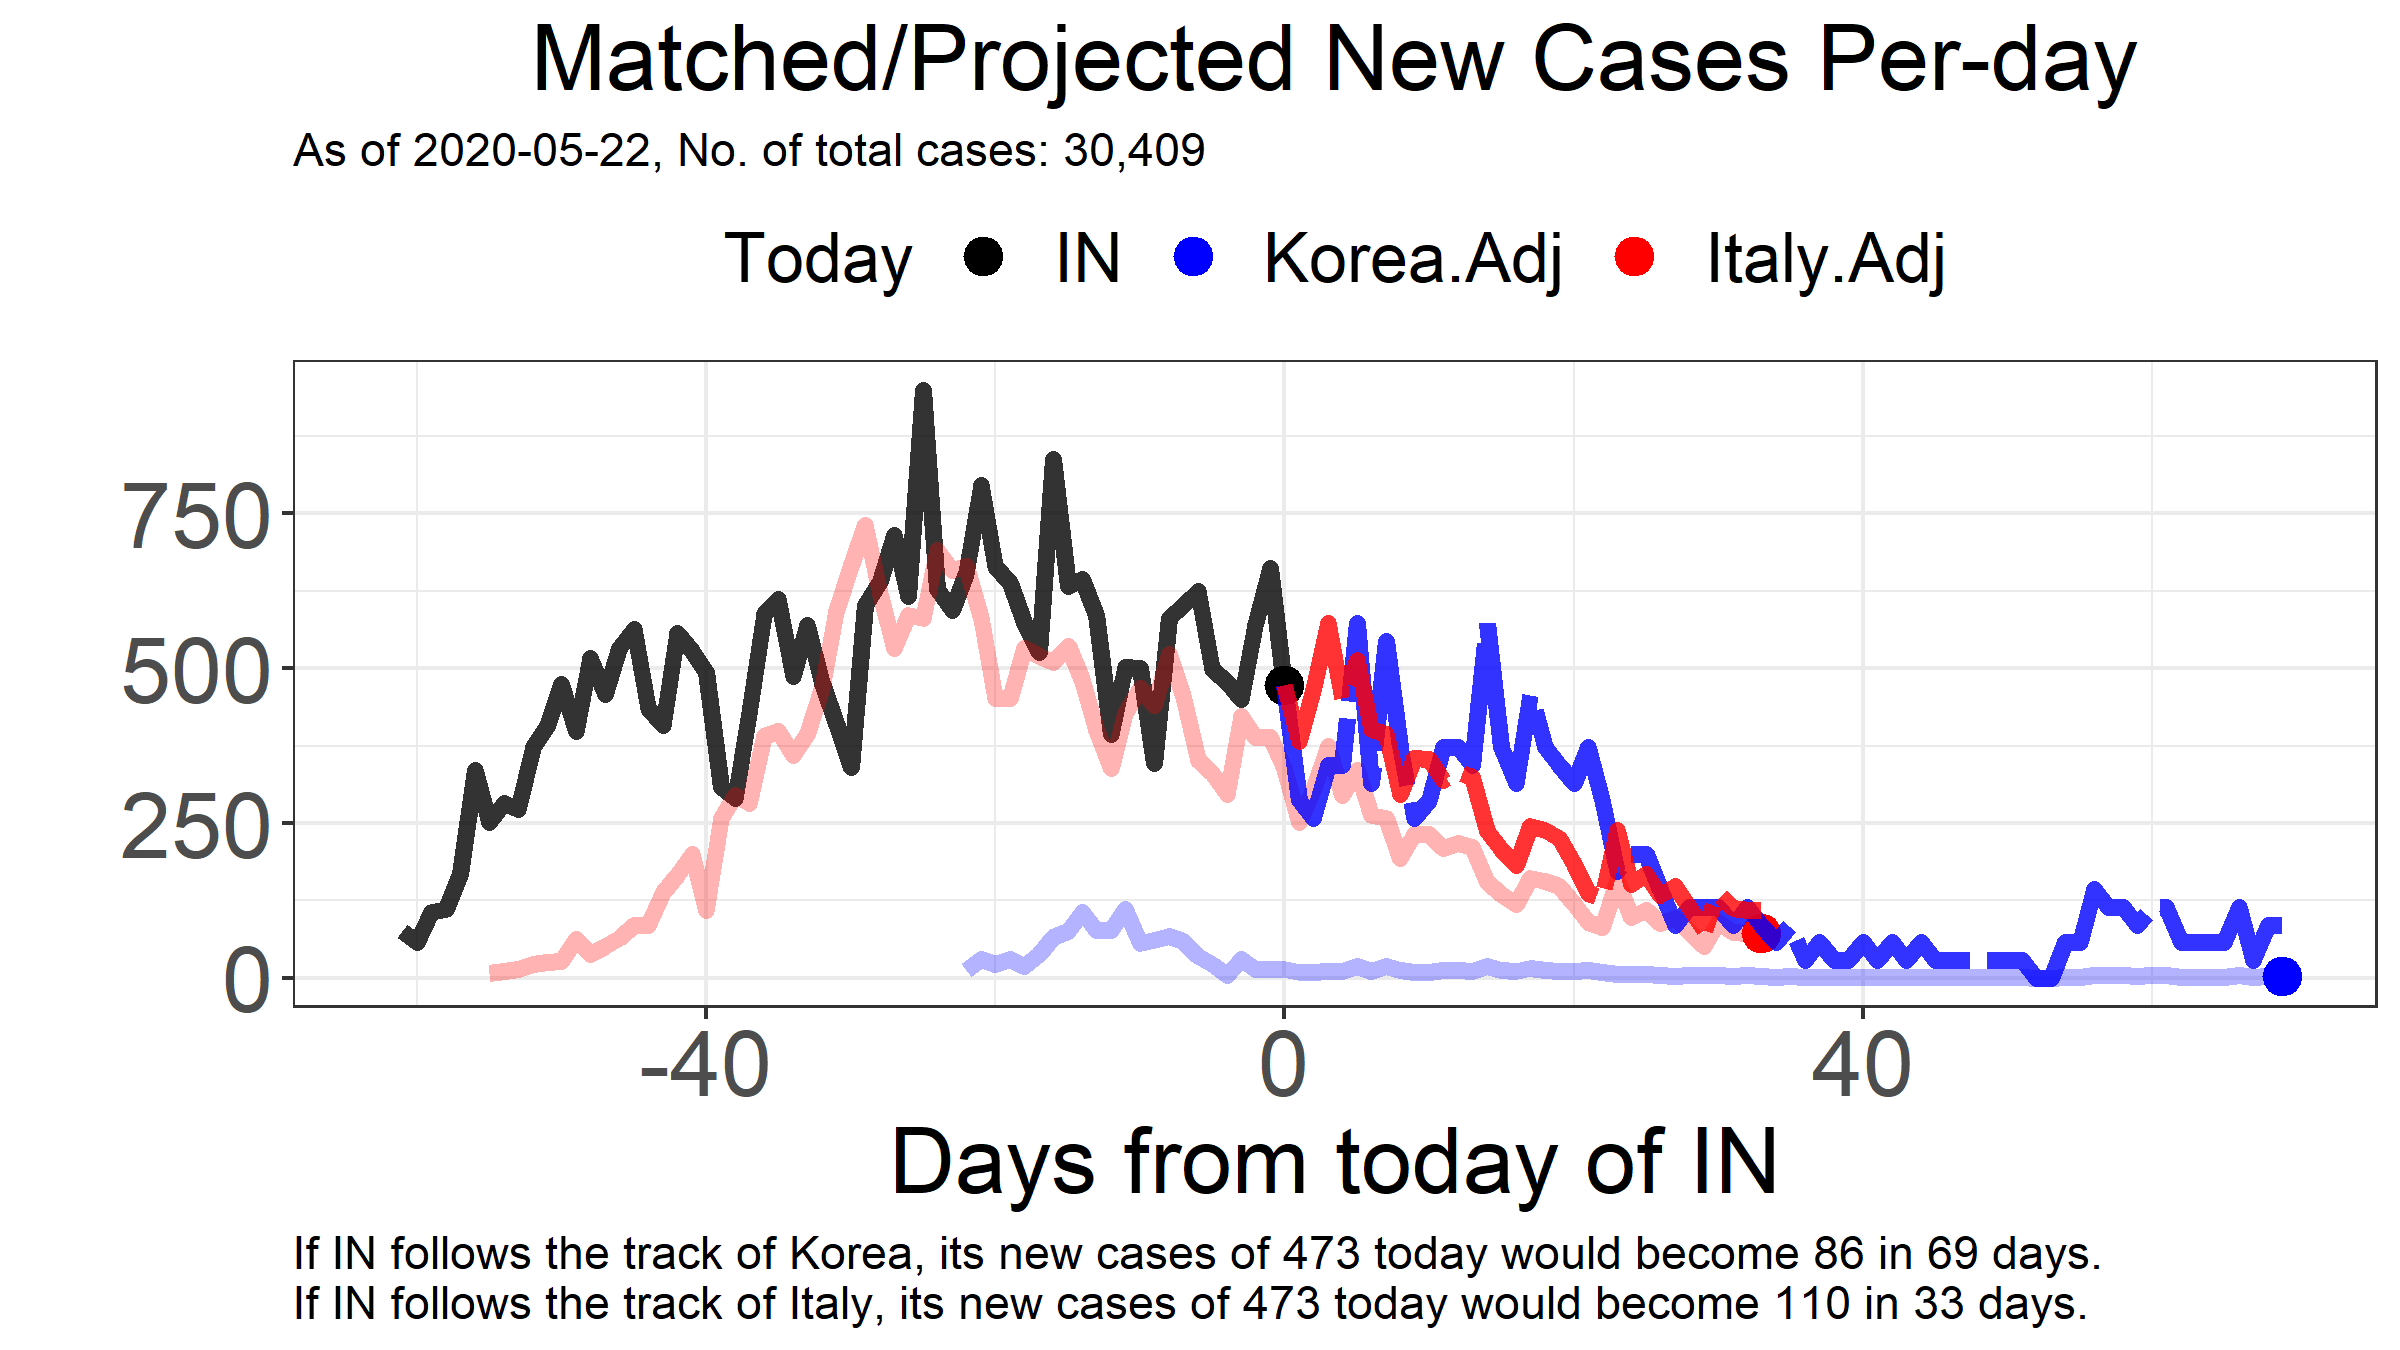 Matched/Projected New Cases Per-day
As of 2020-05-22, No. of total cases: 30,409
Today IN Korea.Adj Italy.Adj
750
500
250
0
-40 0 40
Days from today of IN
If IN follows the track of Korea, its new cases of 473 today would become 86 in 69 days.
If IN follows the track of Italy, its new cases of 473 today would become 110 in 33 days.